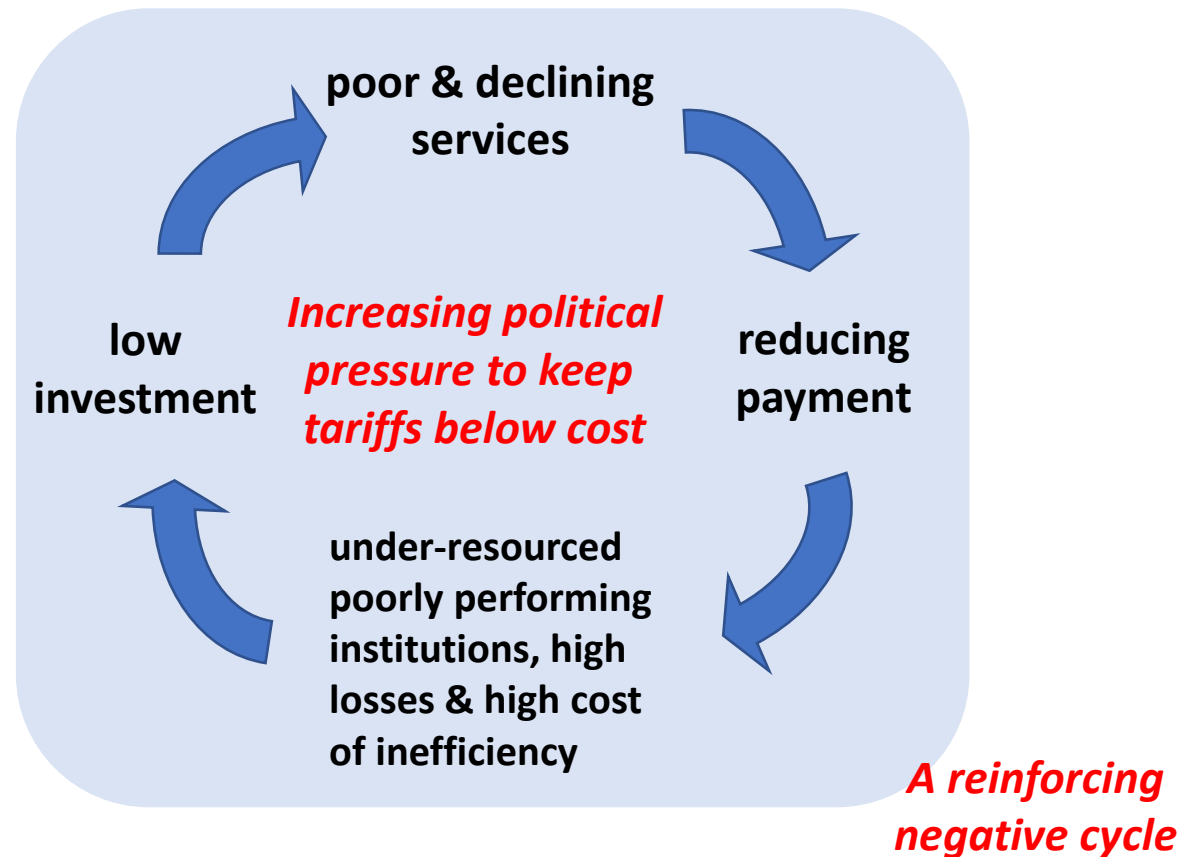 poor & declining
services
low
investment
Increasing political
pressure to keep
tariffs below cost
reducing
payment
under-resourced
poorly performing
institutions, high
losses & high cost
of inefficiency
A reinforcing
negative cycle